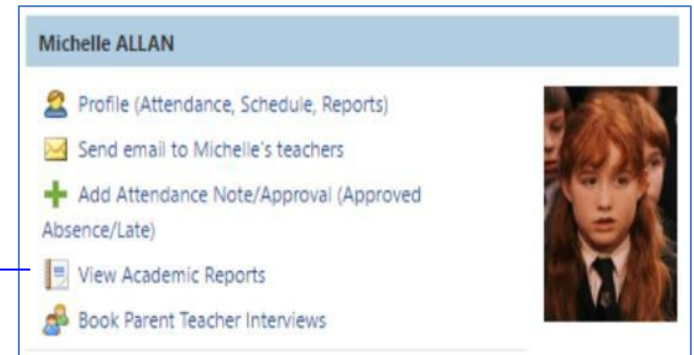 Michelle ALLAN
Profile (Attendance, Schedule, Reports)
Send email to Michelle's teachers
Add Attendance Note/Approval (Approved
Absence/Late)
View Academic Reports
Book Parent Teacher Interviews